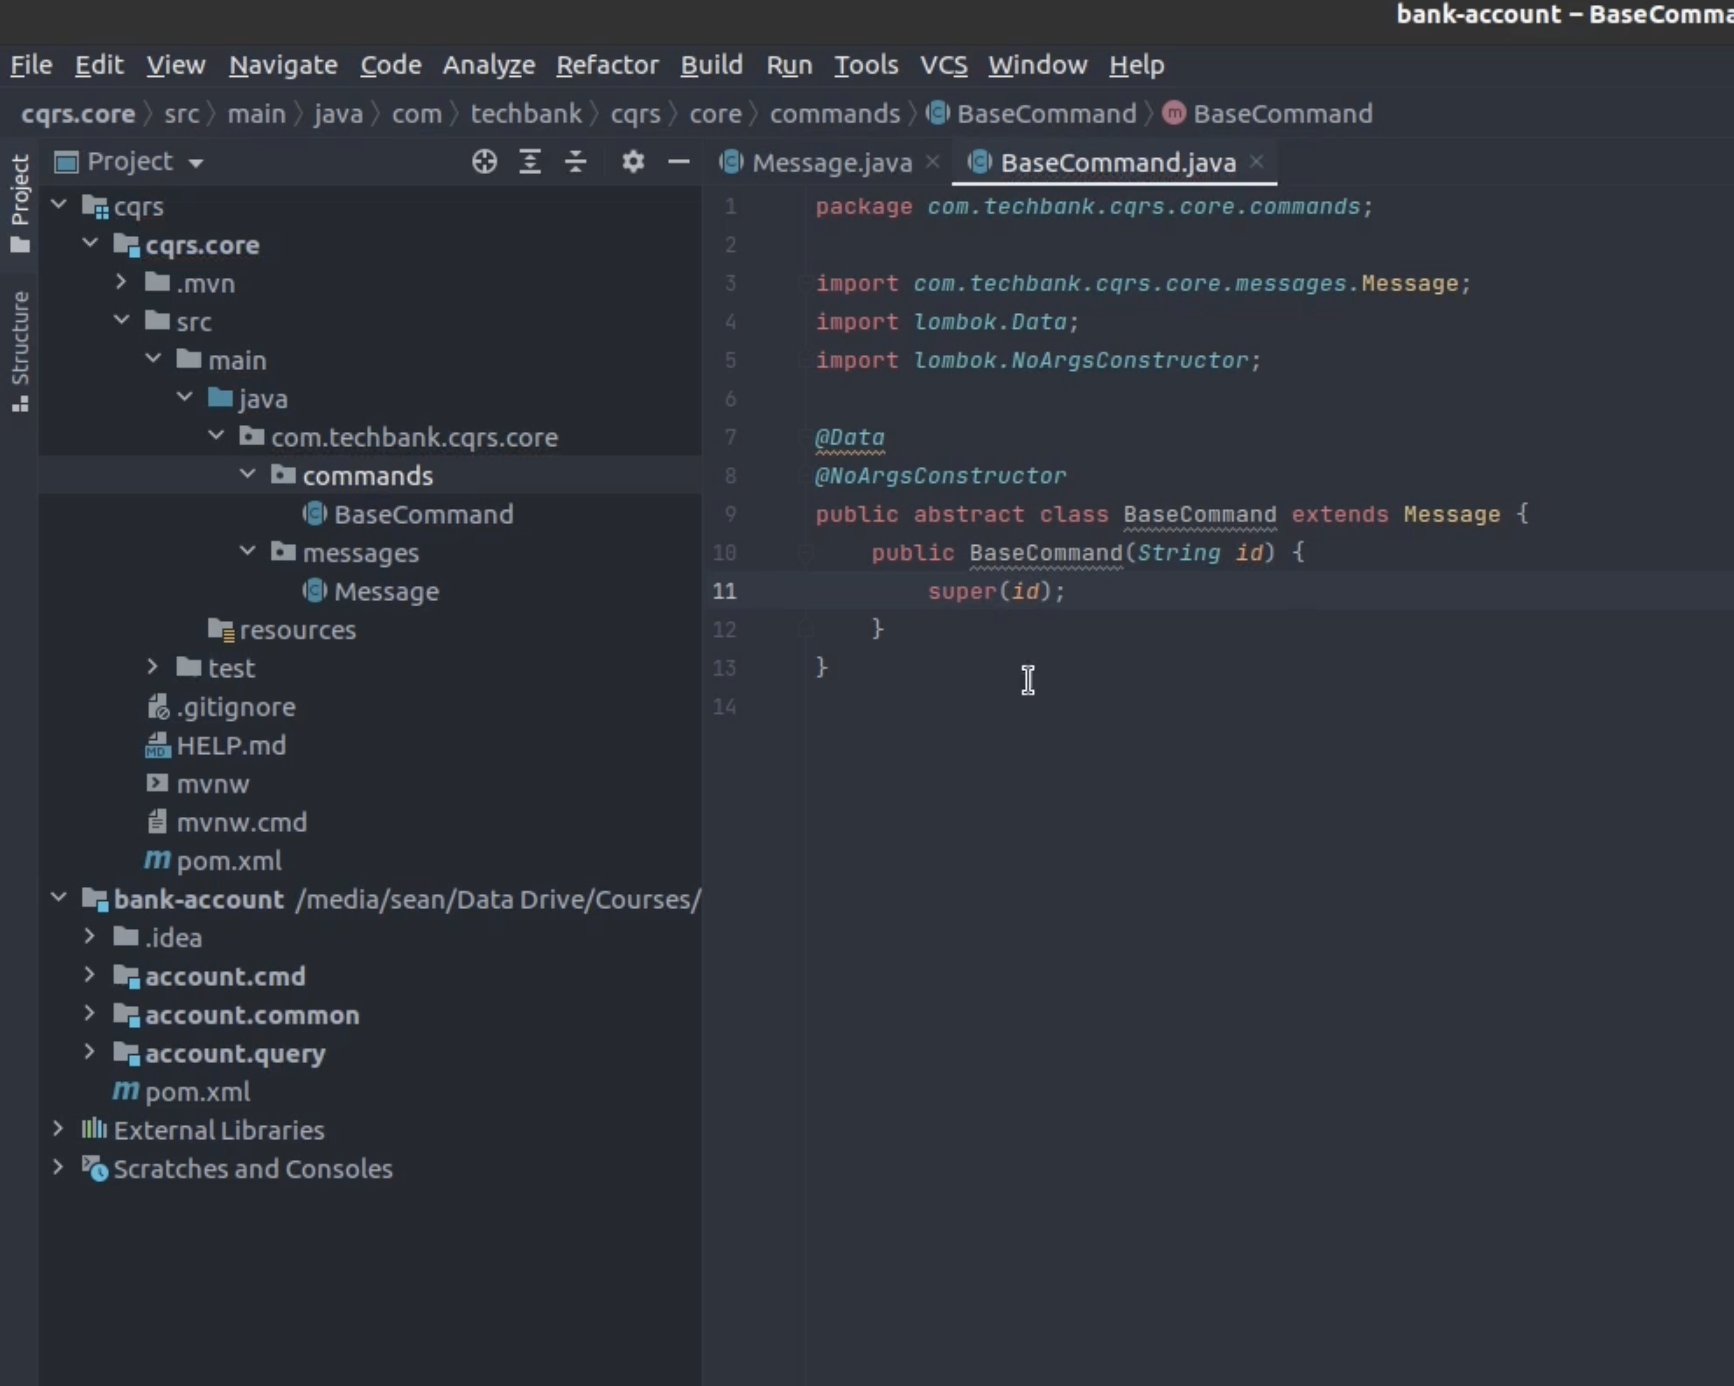 bank-account – BaseComma
File Edit View Navigate Code Analyze Refactor Build Run Tools VCS Window Help
cqrs.core src main java com techbank cqrs core commands BaseCommand m BaseCommand
Project
Structure
Project
cqrs
cqrs.core
.mvn
src
main
java
com.techbank.cqrs.core
commands
BaseCommand
messages
Message
resources
test
.gitignore
HELP.md
mvnw
mvnw.cmd
m pom.xml
bank-account /media/sean/Data Drive/Courses/
.idea
account.cmd
account.common
account.query
m pom.xml
External Libraries
Scratches and Consoles
Message.java BaseCommand.java
1 package com.techbank.cqrs.core.commands;
2
3 import com.techbank.cqrs.core.messages.Message;
4 import lombok.Data;
5 import lombok.NoArgsConstructor;
6
7 @Data
8 @NoArgsConstructor
9 public abstract class BaseCommand extends Message {
10 public BaseCommand(String id) {
11 super(id);
12 }
13 }
14